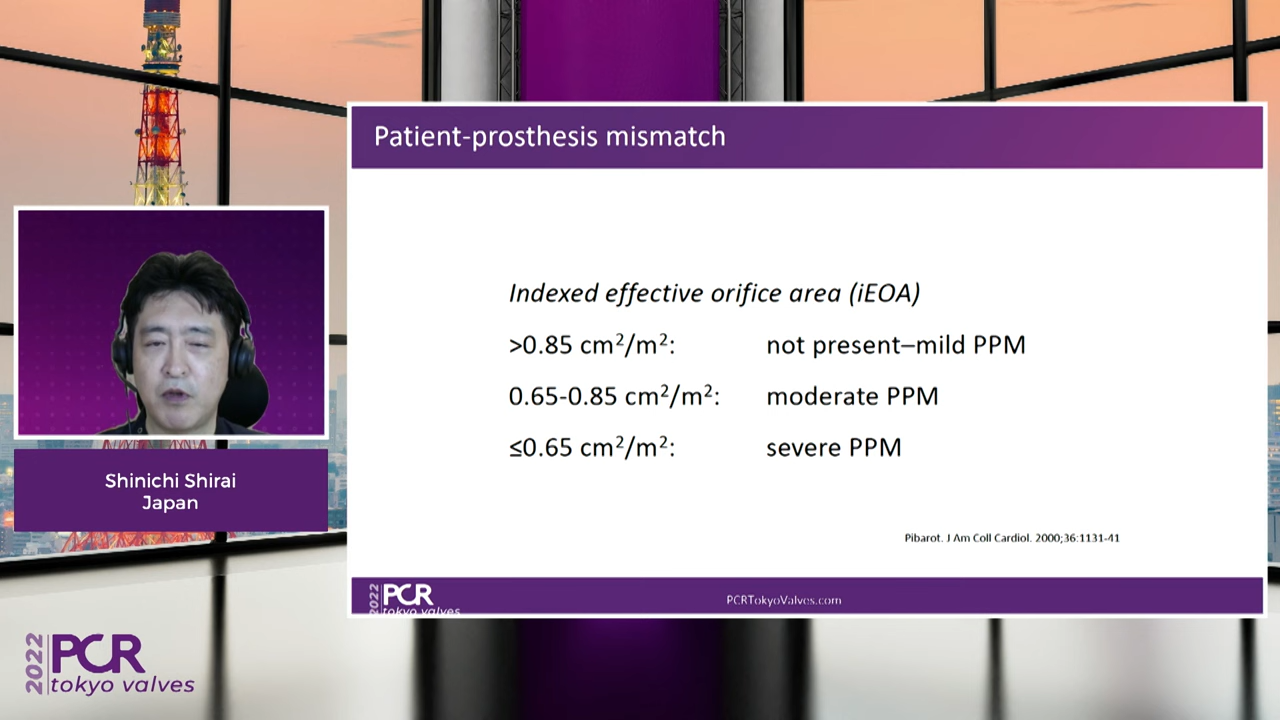 Patient-prosthesis mismatch
Indexed effective orifice area (iEOA)
>0.85 cm²/m²: not present–mild PPM
0.65-0.85 cm²/m²: moderate PPM
≤0.65 cm²/m²: severe PPM
Pibarot. J Am Coll Cardiol. 2000;36:1131-41
2022 PCR
tokyo valves
PCRTokyoValves.com
Shinichi Shirai
Japan
2022 PCR
tokyo valves